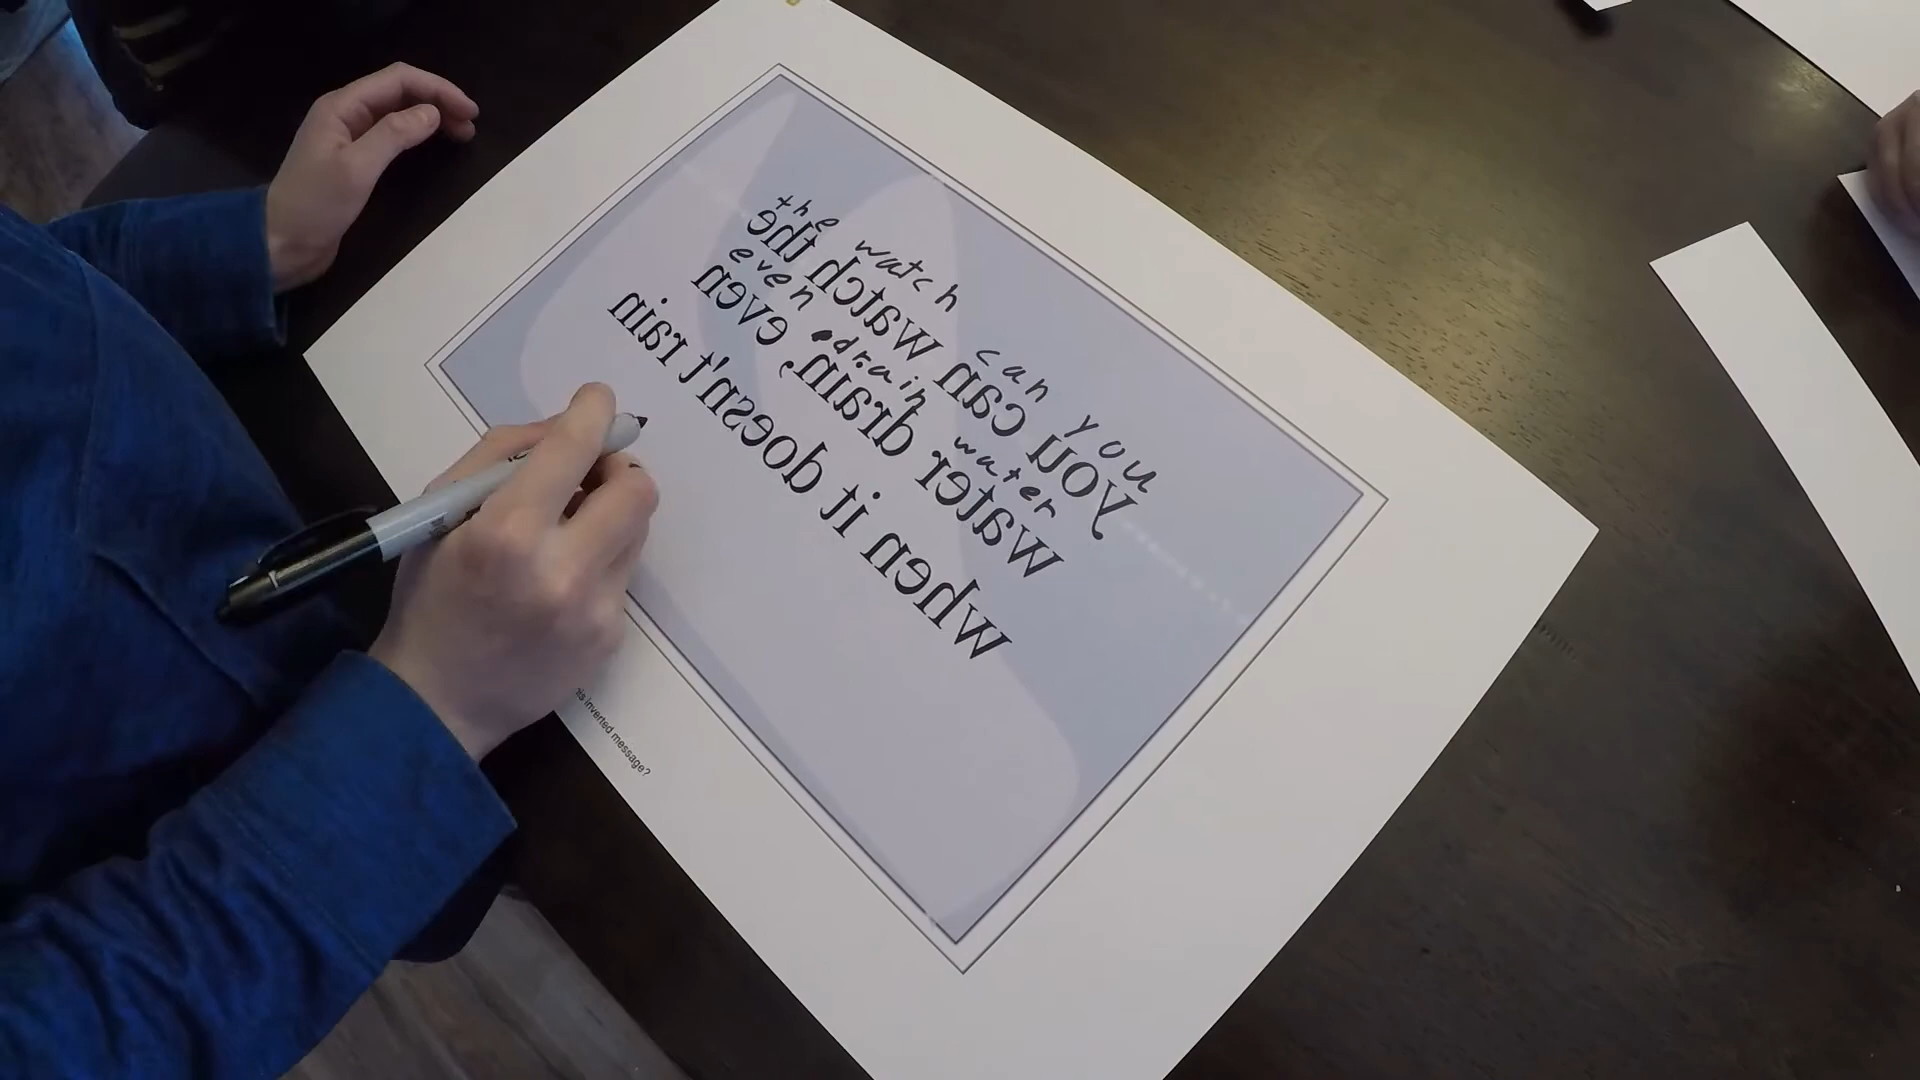 the watch can you
you can watch the
even drain water
water drain, even
when it doesn't rain
inverted message?